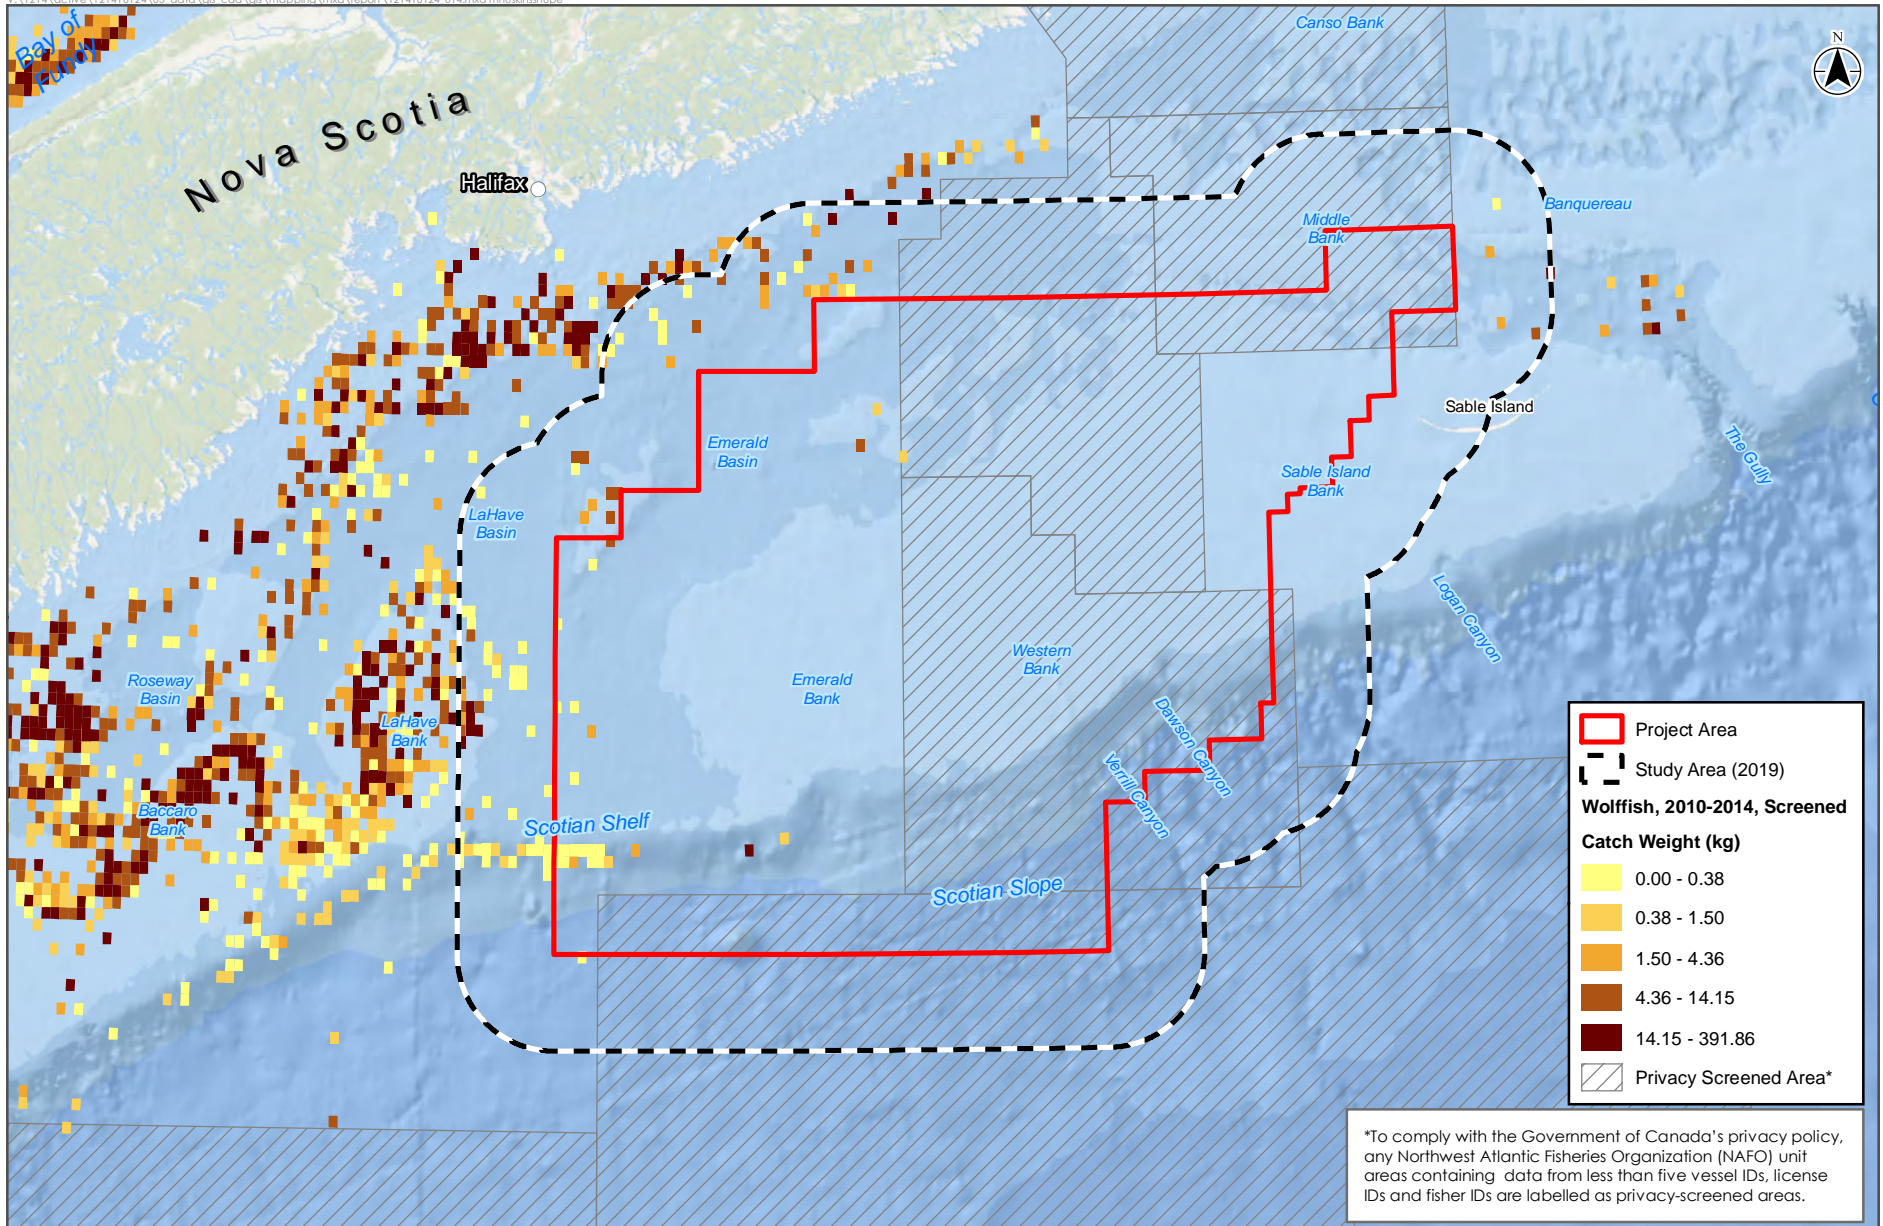 Bay of
Fundy
Nova Scotia
Halifax
Canso Bank
N
Middle
Bank
Banquereau
Sable Island
The Gully
Emerald
Basin
Sable Island
Bank
LaHave
Basin
Logan Canyon
Roseway
Basin
LaHave
Bank
Emerald
Bank
Western
Bank
Dawson Canyon
Verrill Canyon
Baccaro
Bank
Scotian Shelf
Scotian Slope
Project Area
Study Area (2019)
Wolffish, 2010-2014, Screened
Catch Weight (kg)
0.00 - 0.38
0.38 - 1.50
1.50 - 4.36
4.36 - 14.15
14.15 - 391.86
Privacy Screened Area*
*To comply with the Government of Canada's privacy policy,
any Northwest Atlantic Fisheries Organization (NAFO) unit
areas containing data from less than five vessel IDs, license
IDs and fisher IDs are labelled as privacy-screened areas.